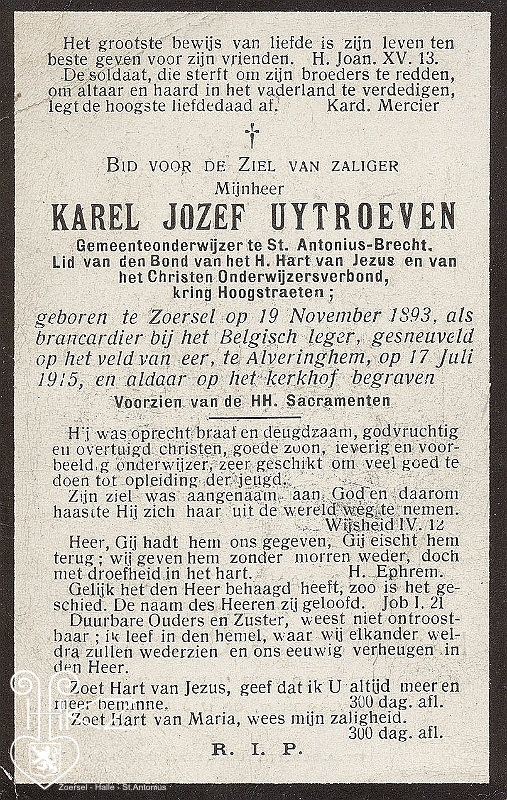 Het grootste bewijs van liefde is zijn leven ten
beste geven voor zijn vrienden. H. Joan. XV. 13.
De soldaat, die sterft om zijn broeders te redden,
om altaar en haard in het vaderland te verdedigen,
legt de hoogste liefdedaad af. Kard. Mercier
†
BID VOOR DE ZIEL VAN ZALIGER
Mijnheer
KAREL JOZEF UYTROEVEN
Gemeenteonderwijzer te St. Antonius-Brecht.
Lid van den Bond van het H. Hart van Jezus en van
het Christen Onderwijzersverbond,
kring Hoogstraeten;
geboren te Zoersel op 19 November 1893, als
brancardier bij het Belgisch leger, gesneuveld
op het veld van eer, te Alveringhem, op 17 Juli
1915, en aldaar op het kerkhof begraven
Voorzien van de HH. Sacramenten
Hij was oprecht braaf en deugdzaam, godvruchtig
en overtuigd christen, goede zoon, ieverig en voor-
beeldig onderwijzer, zeer geschikt om veel goed te
doen tot opleiding der jeugd.
Zijn ziel was aangenaam aan God en daarom
haastte Hij zich haar uit de wereld weg te nemen.
Wijsheid IV. 12
Heer, Gij hadt hem ons gegeven, Gij eischt hem
terug; wij geven hem zonder morren weder, doch
met droefheid in het hart. H. Ephrem.
Gelijk het den Heer behaagd heeft, zoo is het ge-
schied. De naam des Heeren zij geloofd. Job I. 21
Duurbare Ouders en Zuster, weest niet ontroost-
baar; ik leef in den hemel, waar wij elkander wel-
dra zullen wederzien en ons eeuwig verheugen in
den Heer.
Zoet Hart van Jezus, geef dat ik U altijd meer en
meer beminne. 300 dag. afl.
Zoet Hart van Maria, wees mijn zaligheid.
300 dag. afl.
R. I. P.
Zoersel - Halle - St.Antonius